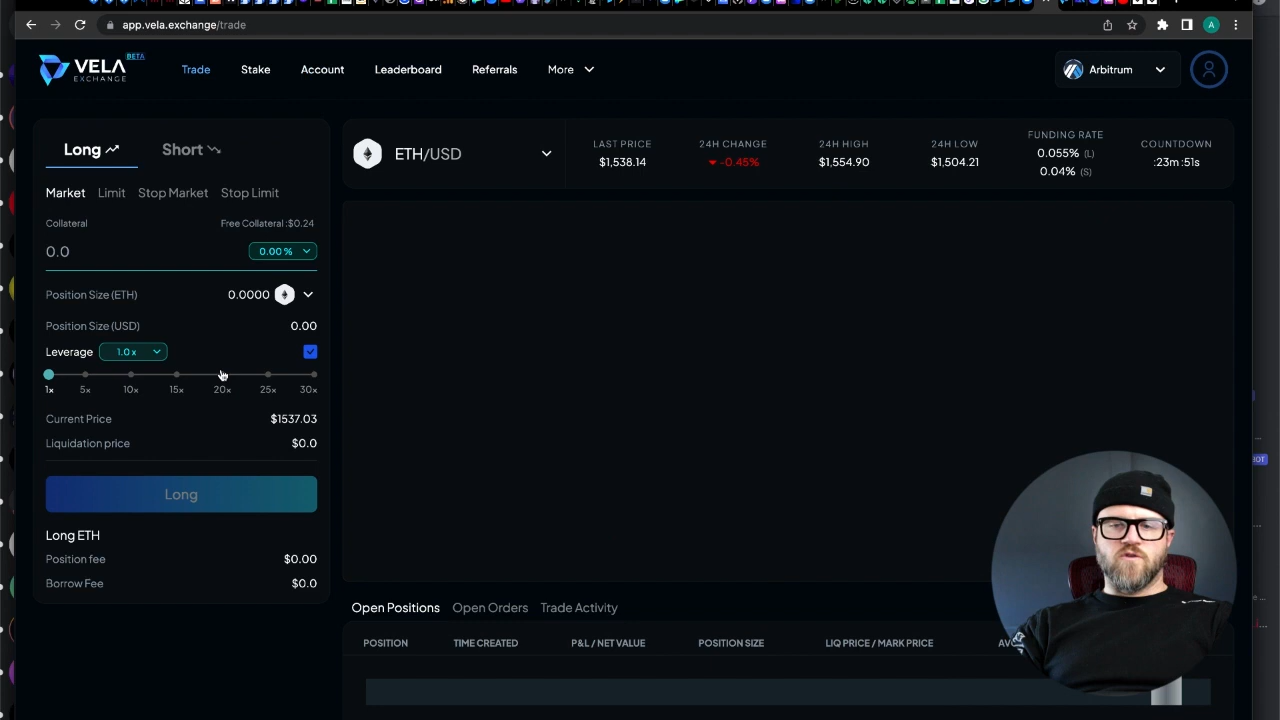 app.vela.exchange/trade
A
VELA BETA
EXCHANGE
Trade Stake Account Leaderboard Referrals More
Arbitrum
Long Short
Market Limit Stop Market Stop Limit
Collateral Free Collateral :$0.24
0.0 0.00 %
Position Size (ETH) 0.0000
Position Size (USD) 0.00
Leverage 1.0 x
1x 5x 10x 15x 20x 25x 30x
Current Price $1537.03
Liquidation price $0.0
Long
Long ETH
Position fee $0.00
Borrow Fee $0.0
ETH/USD
LAST PRICE 24H CHANGE 24H HIGH 24H LOW FUNDING RATE COUNTDOWN
$1,538.14 -0.45% $1,554.90 $1,504.21 0.055% (L) :23m :51s
0.04% (S)
Open Positions Open Orders Trade Activity
POSITION TIME CREATED P&L / NET VALUE POSITION SIZE LIQ PRICE / MARK PRICE